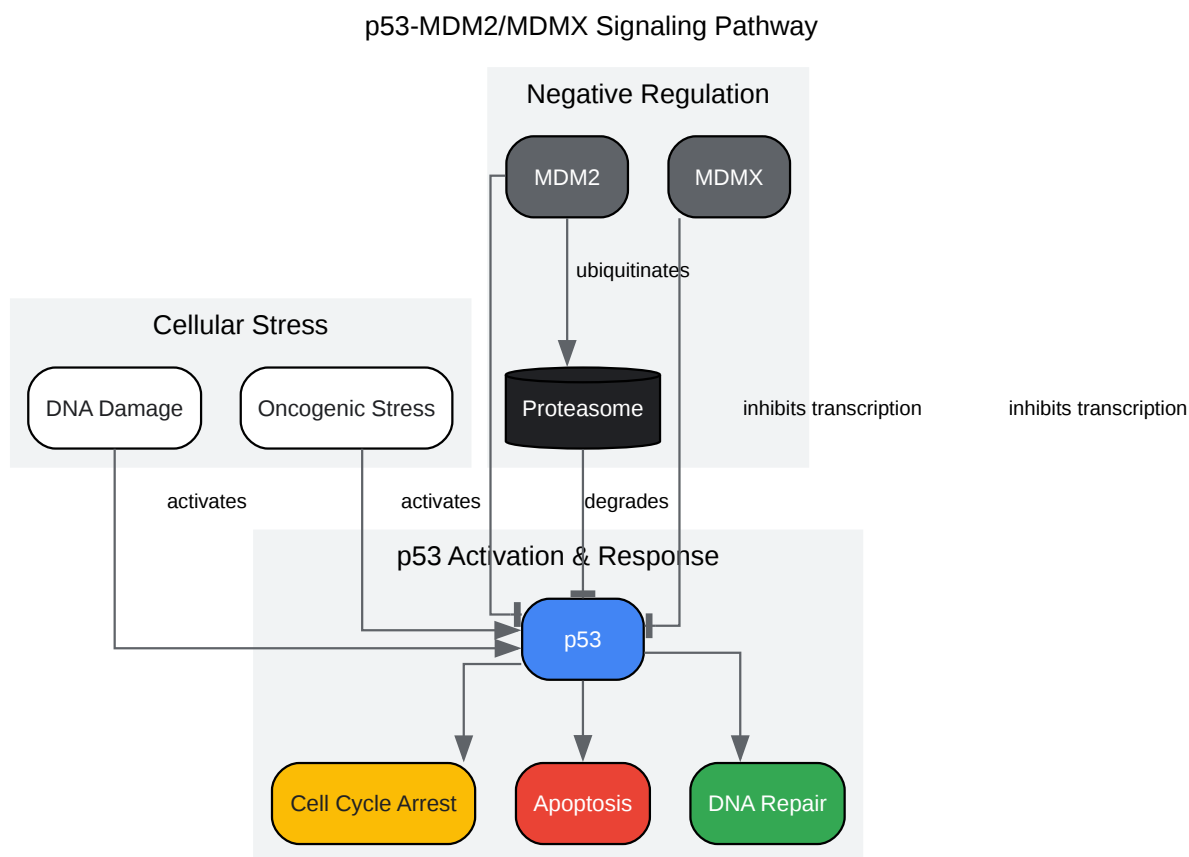 p53-MDM2/MDMX Signaling Pathway
Negative Regulation
MDM2
MDMX
ubiquitinates
Cellular Stress
DNA Damage
Oncogenic Stress
Proteasome
inhibits transcription
inhibits transcription
activates
activates
degrades
p53 Activation & Response
p53
Cell Cycle Arrest
Apoptosis
DNA Repair